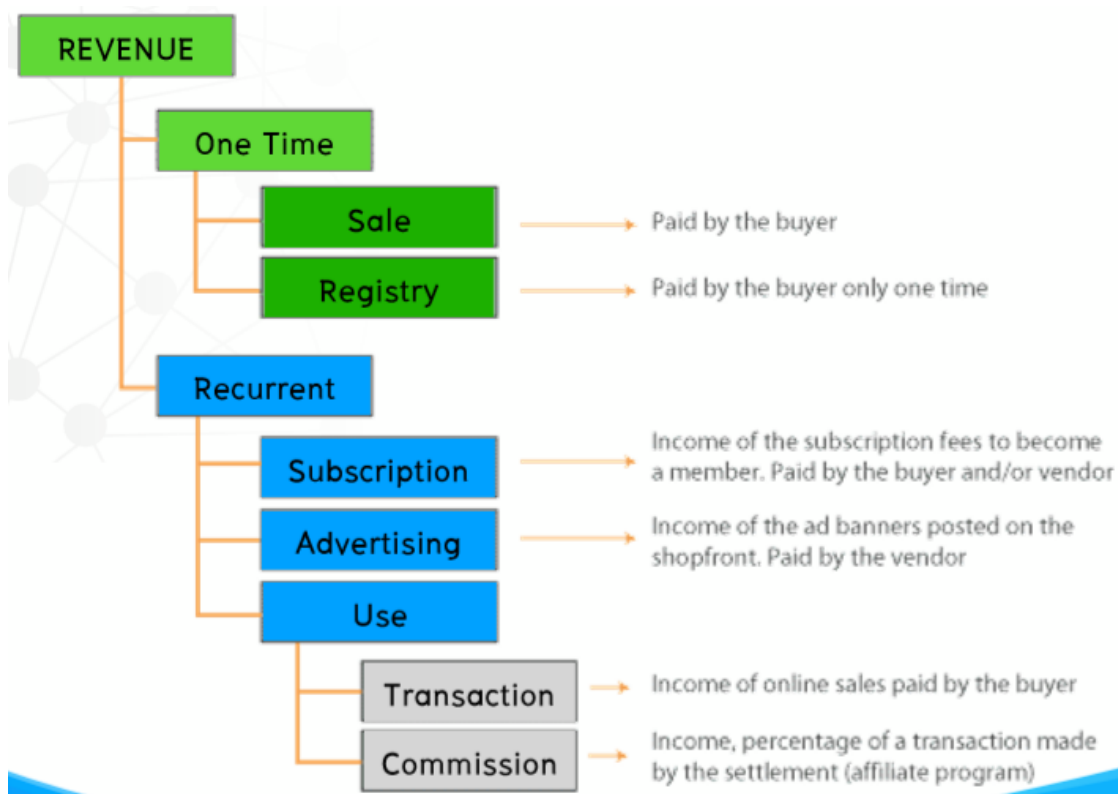 REVENUE
One Time
Sale
Paid by the buyer
Registry
Paid by the buyer only one time
Recurrent
Subscription
Income of the subscription fees to become
a member. Paid by the buyer and/or vendor
Advertising
Income of the ad banners posted on the
shopfront. Paid by the vendor
Use
Transaction
Income of online sales paid by the buyer
Commission
Income, percentage of a transaction made
by the settlement (affiliate program)